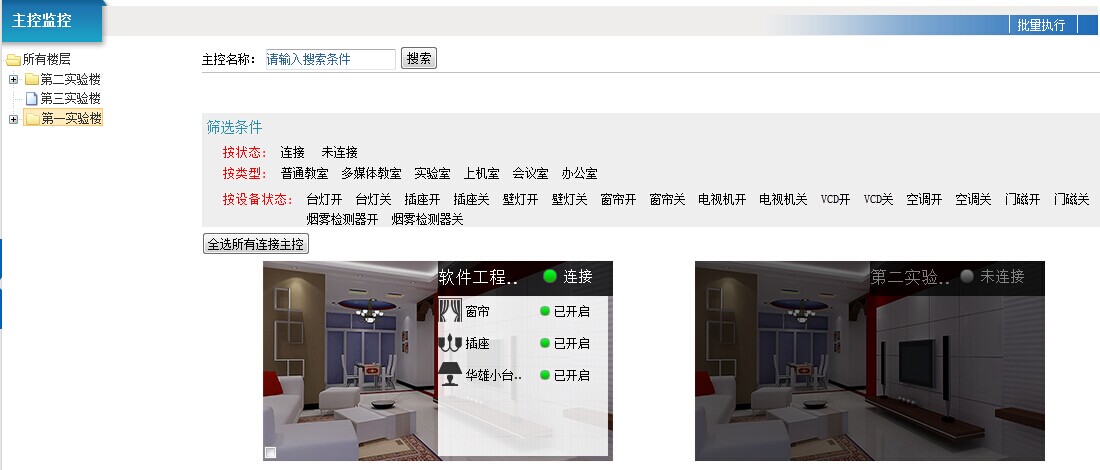 主控监控
批量执行
所有楼层
第二实验楼
第三实验楼
第一实验楼
主控名称： 请输入搜索条件 搜索
筛选条件
按状态： 连接 未连接
按类型： 普通教室 多媒体教室 实验室 上机室 会议室 办公室
按设备状态： 台灯开 台灯关 插座开 插座关 壁灯开 壁灯关 窗帘开 窗帘关 电视机开 电视机关 VCD开 VCD关 空调开 空调关 门磁开 门磁关
烟雾检测器开 烟雾检测器关
全选所有连接主控
软件工程.. 连接
窗帘 已开启
插座 已开启
华雄小台.. 已开启
第二实验.. 未连接